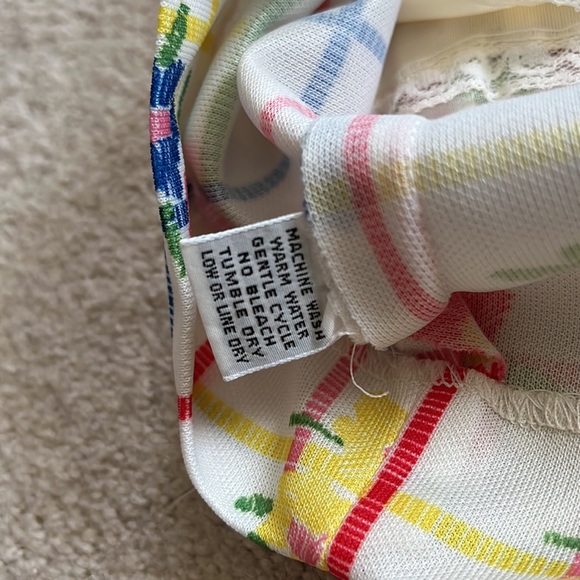 MACHINE WASH
WARM WATER
GENTLE CYCLE
NO BLEACH
TUMBLE DRY
LOW OR LINE DRY